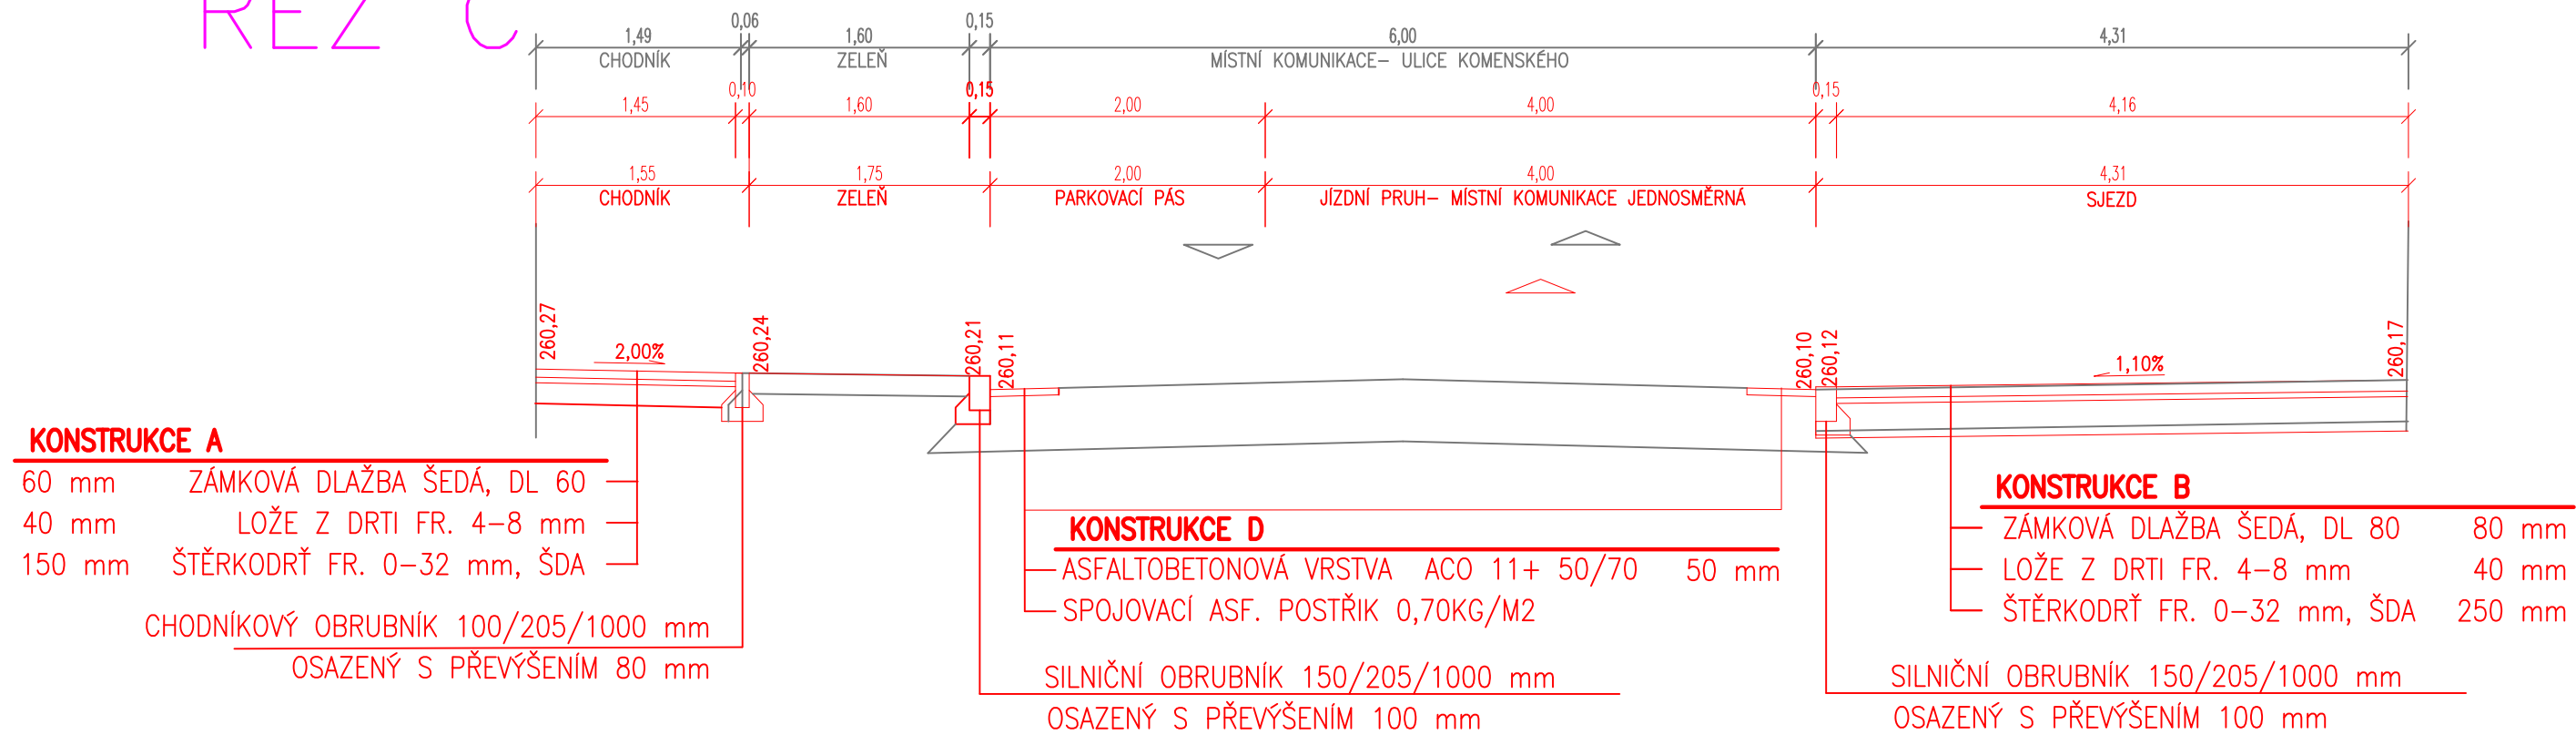 ŘEZ C
1,49 0,06 1,60 0,15 6,00 4,31
CHODNÍK ZELEŇ MÍSTNÍ KOMUNIKACE- ULICE KOMENSKÉHO
1,45 0,10 1,60 0,15 2,00 4,00 0,15 4,16
1,55 1,75 2,00 4,00 4,31
CHODNÍK ZELEŇ PARKOVACÍ PÁS JÍZDNÍ PRUH- MÍSTNÍ KOMUNIKACE JEDNOSMĚRNÁ SJEZD
260,27 260,24 260,21 260,11 260,10 260,12 260,17
2,00% 1,10%
KONSTRUKCE A
60 mm ZÁMKOVÁ DLAŽBA ŠEDÁ, DL 60
40 mm LOŽE Z DRTI FR. 4-8 mm
150 mm ŠTĚRKODRŤ FR. 0-32 mm, ŠDA
CHODNÍKOVÝ OBRUBNÍK 100/205/1000 mm
OSAZENÝ S PŘEVÝŠENÍM 80 mm
KONSTRUKCE D
ASFALTOBETONOVÁ VRSTVA ACO 11+ 50/70 50 mm
SPOJOVACÍ ASF. POSTŘIK 0,70KG/M2
SILNIČNÍ OBRUBNÍK 150/205/1000 mm
OSAZENÝ S PŘEVÝŠENÍM 100 mm
KONSTRUKCE B
ZÁMKOVÁ DLAŽBA ŠEDÁ, DL 80 80 mm
LOŽE Z DRTI FR. 4-8 mm 40 mm
ŠTĚRKODRŤ FR. 0-32 mm, ŠDA 250 mm
SILNIČNÍ OBRUBNÍK 150/205/1000 mm
OSAZENÝ S PŘEVÝŠENÍM 100 mm